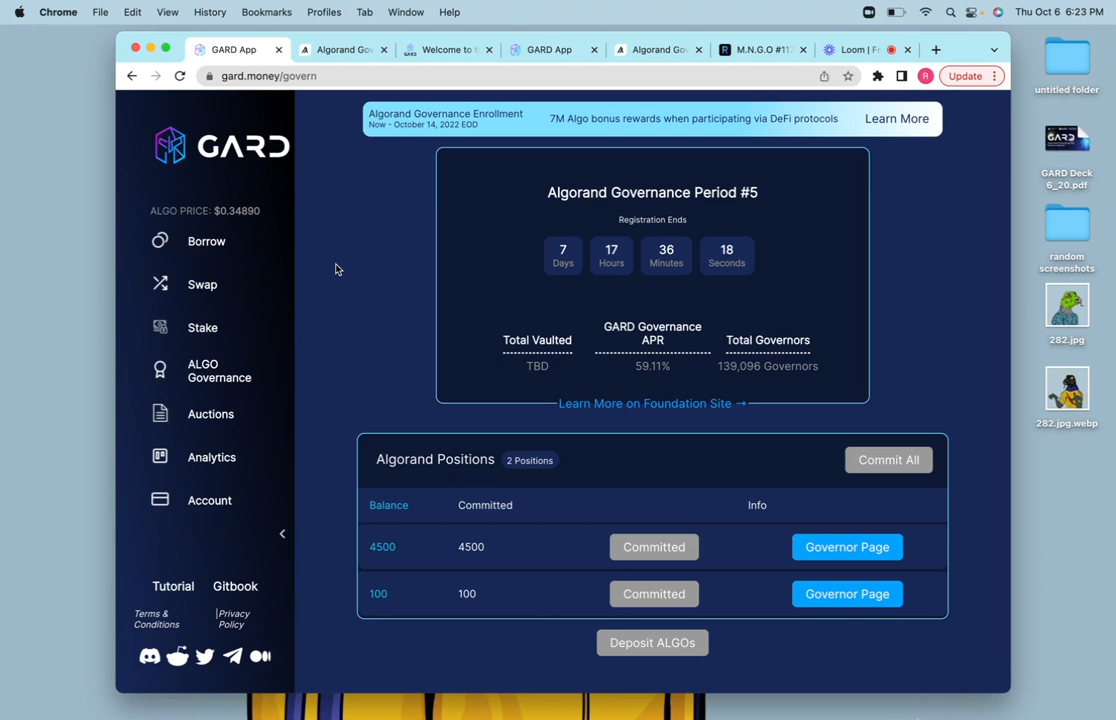 Chrome File Edit View History Bookmarks Profiles Tab Window Help Thu Oct 6 6:23 PM
GARD App Algorand Gov Welcome to t GARD App Algorand Gov M.N.G.O #11 Loom | Fr
gard.money/govern Update
untitled folder
GARD Deck
6_20.pdf
random
screenshots
282.jpg
282.jpg.webp
GARD
ALGO PRICE: $0.34890
Borrow
Swap
Stake
ALGO
Governance
Auctions
Analytics
Account
Tutorial Gitbook
Terms &
Conditions
|Privacy
Policy
Algorand Governance Enrollment
Now - October 14, 2022 EOD
7M Algo bonus rewards when participating via DeFi protocols
Learn More
Algorand Governance Period #5
Registration Ends
7 17 36 18
Days Hours Minutes Seconds
Total Vaulted
TBD
GARD Governance
APR
59.11%
Total Governors
139,096 Governors
Learn More on Foundation Site →
Algorand Positions 2 Positions Commit All
Balance Committed Info
4500 4500 Committed Governor Page
100 100 Committed Governor Page
Deposit ALGOs